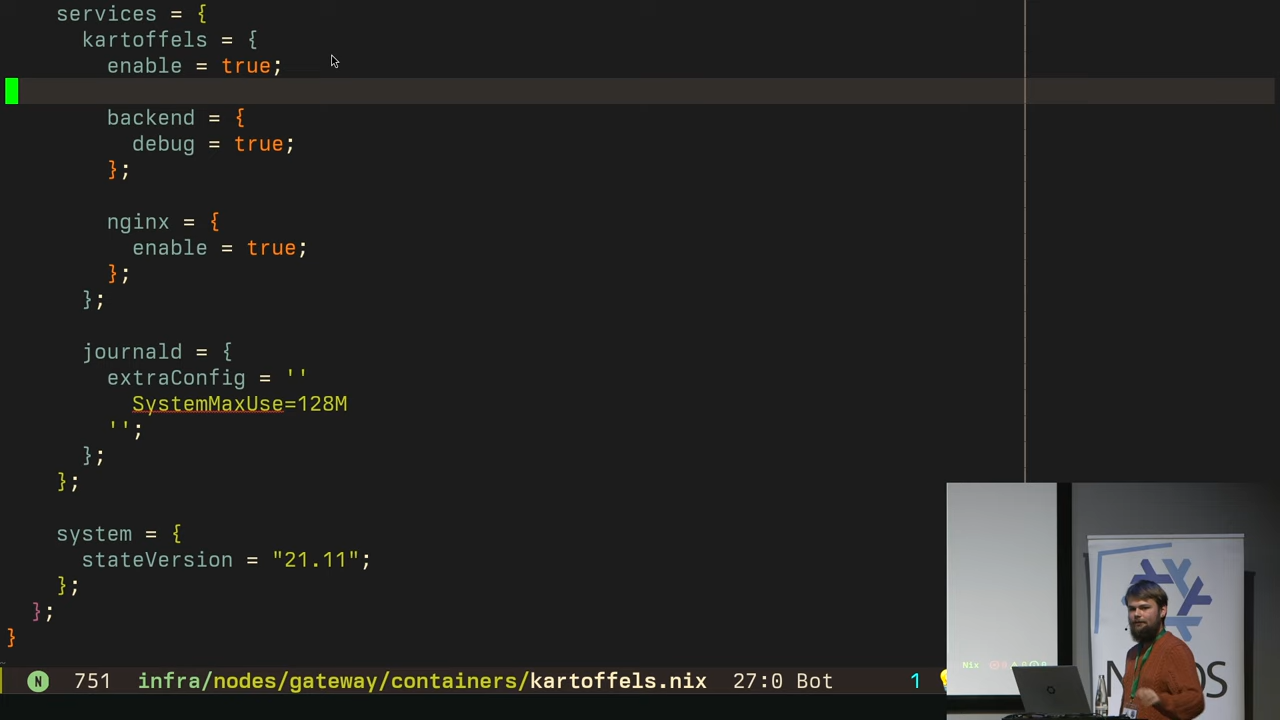 services = {
kartoffels = {
enable = true;
backend = {
debug = true;
};
nginx = {
enable = true;
};
};
journald = {
extraConfig = ''
SystemMaxUse=128M
'';
};
};
system = {
stateVersion = "21.11";
};
};
}
~
N 751 infra/nodes/gateway/containers/kartoffels.nix 27:0 Bot 1
Nix